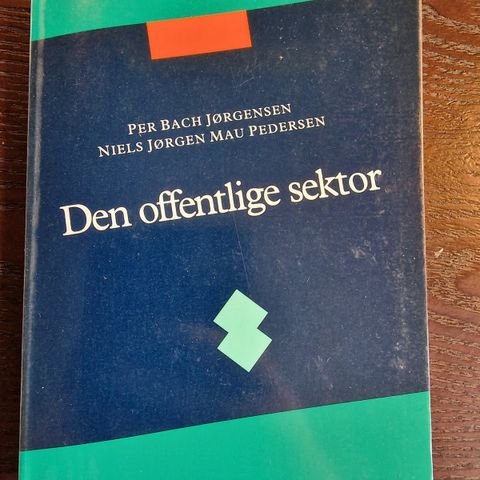 PER BACH JØRGENSEN
NIELS JØRGEN MAU PEDERSEN
Den offentlige sektor